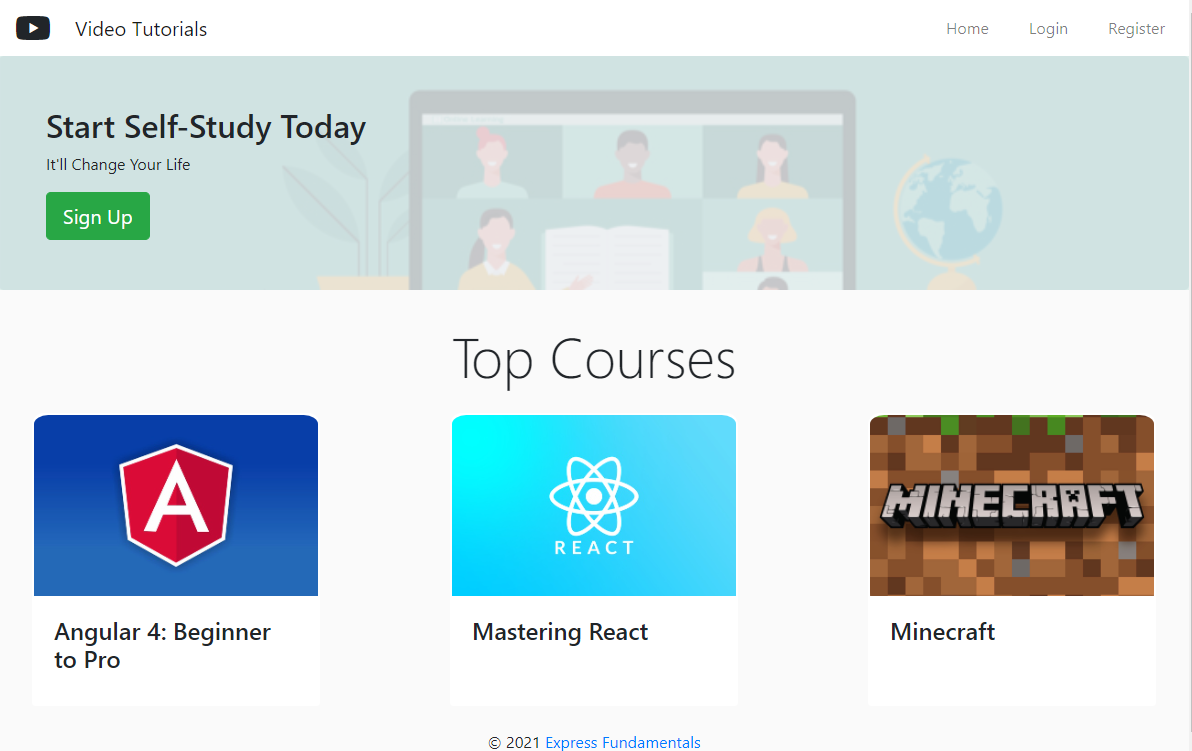 Video Tutorials
Home
Login
Register
Start Self-Study Today
It'll Change Your Life
Sign Up
Top Courses
REACT
MINECRAFT
Angular 4: Beginner
to Pro
Mastering React
Minecraft
© 2021 Express Fundamentals